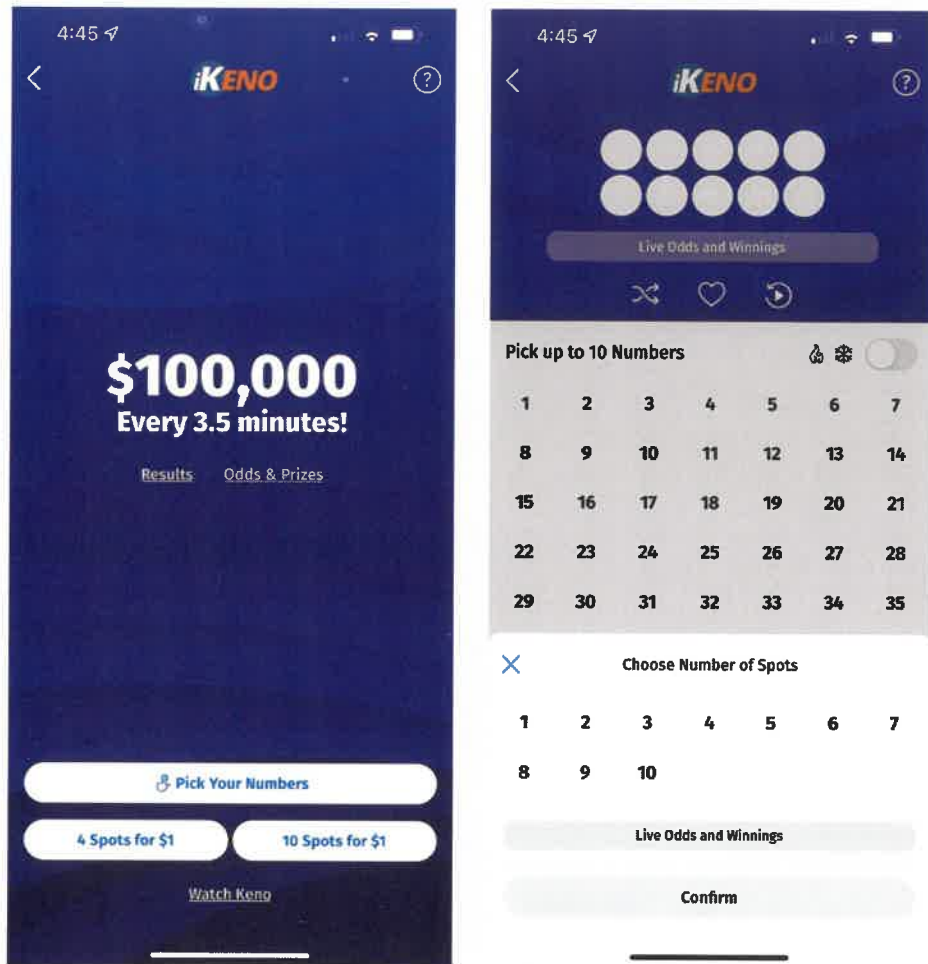 4:45
iKENO
?
$100,000
Every 3.5 minutes!
Results Odds & Prizes
Pick Your Numbers
4 Spots for $1 10 Spots for $1
Watch Keno
4:45
iKENO
?
Live Odds and Winnings
Pick up to 10 Numbers
1 2 3 4 5 6 7
8 9 10 11 12 13 14
15 16 17 18 19 20 21
22 23 24 25 26 27 28
29 30 31 32 33 34 35
Choose Number of Spots
1 2 3 4 5 6 7
8 9 10
Live Odds and Winnings
Confirm